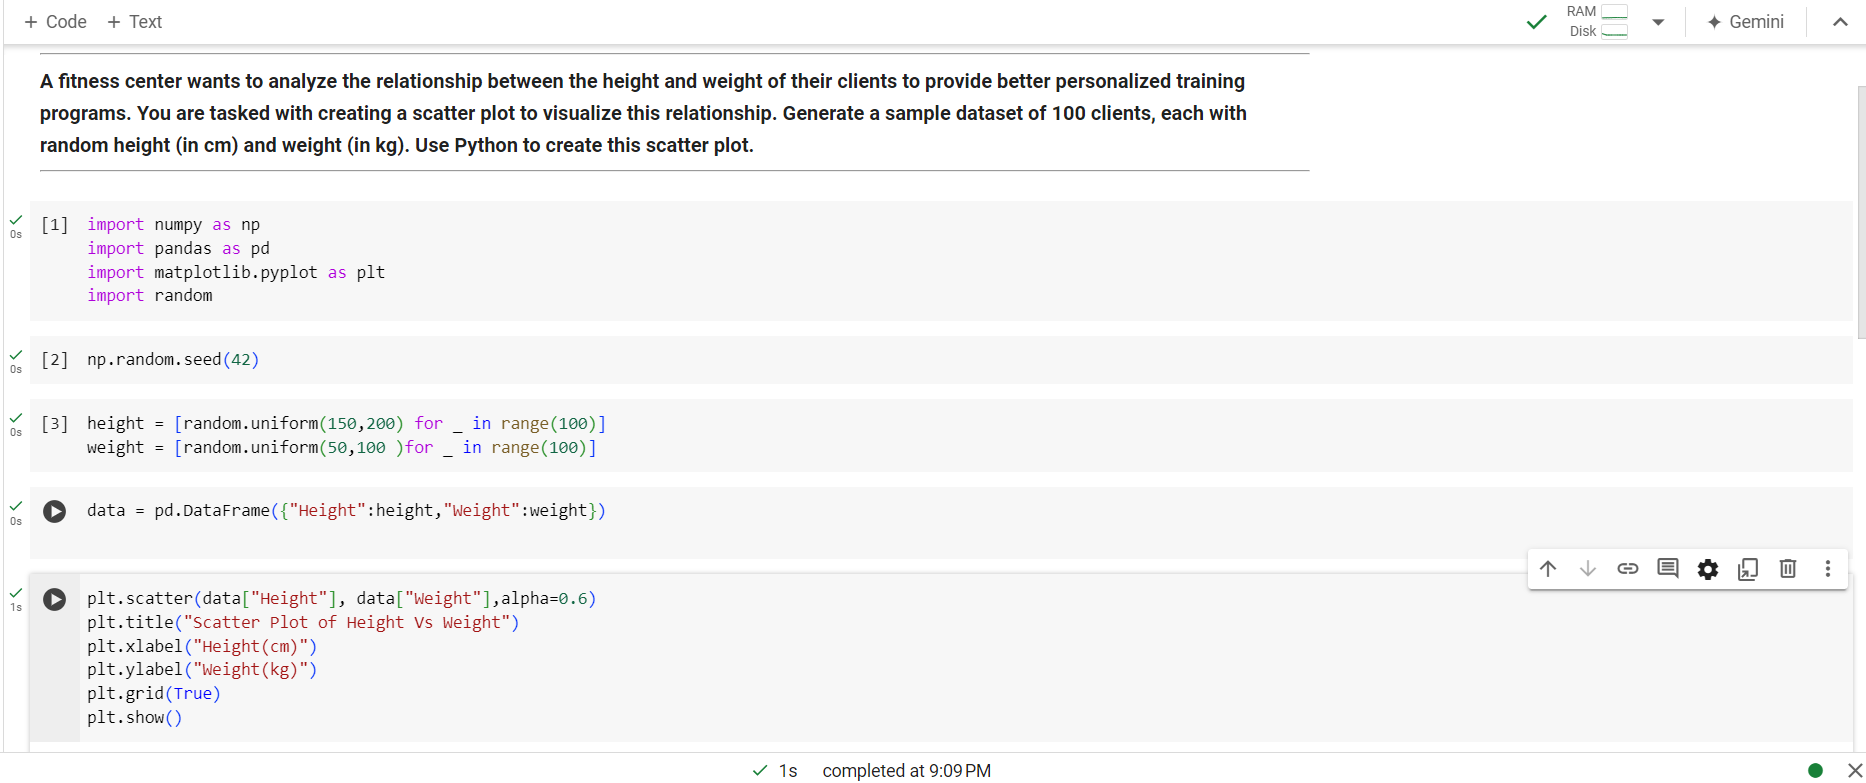 + Code + Text
RAM
Disk
Gemini
A fitness center wants to analyze the relationship between the height and weight of their clients to provide better personalized training
programs. You are tasked with creating a scatter plot to visualize this relationship. Generate a sample dataset of 100 clients, each with
random height (in cm) and weight (in kg). Use Python to create this scatter plot.
0s
[1] import numpy as np
import pandas as pd
import matplotlib.pyplot as plt
import random
0s
[2] np.random.seed(42)
0s
[3] height = [random.uniform(150,200) for _ in range(100)]
weight = [random.uniform(50,100 )for _ in range(100)]
0s
data = pd.DataFrame({"Height":height,"Weight":weight})
1s
plt.scatter(data["Height"], data["Weight"],alpha=0.6)
plt.title("Scatter Plot of Height Vs Weight")
plt.xlabel("Height(cm)")
plt.ylabel("Weight(kg)")
plt.grid(True)
plt.show()
1s completed at 9:09 PM